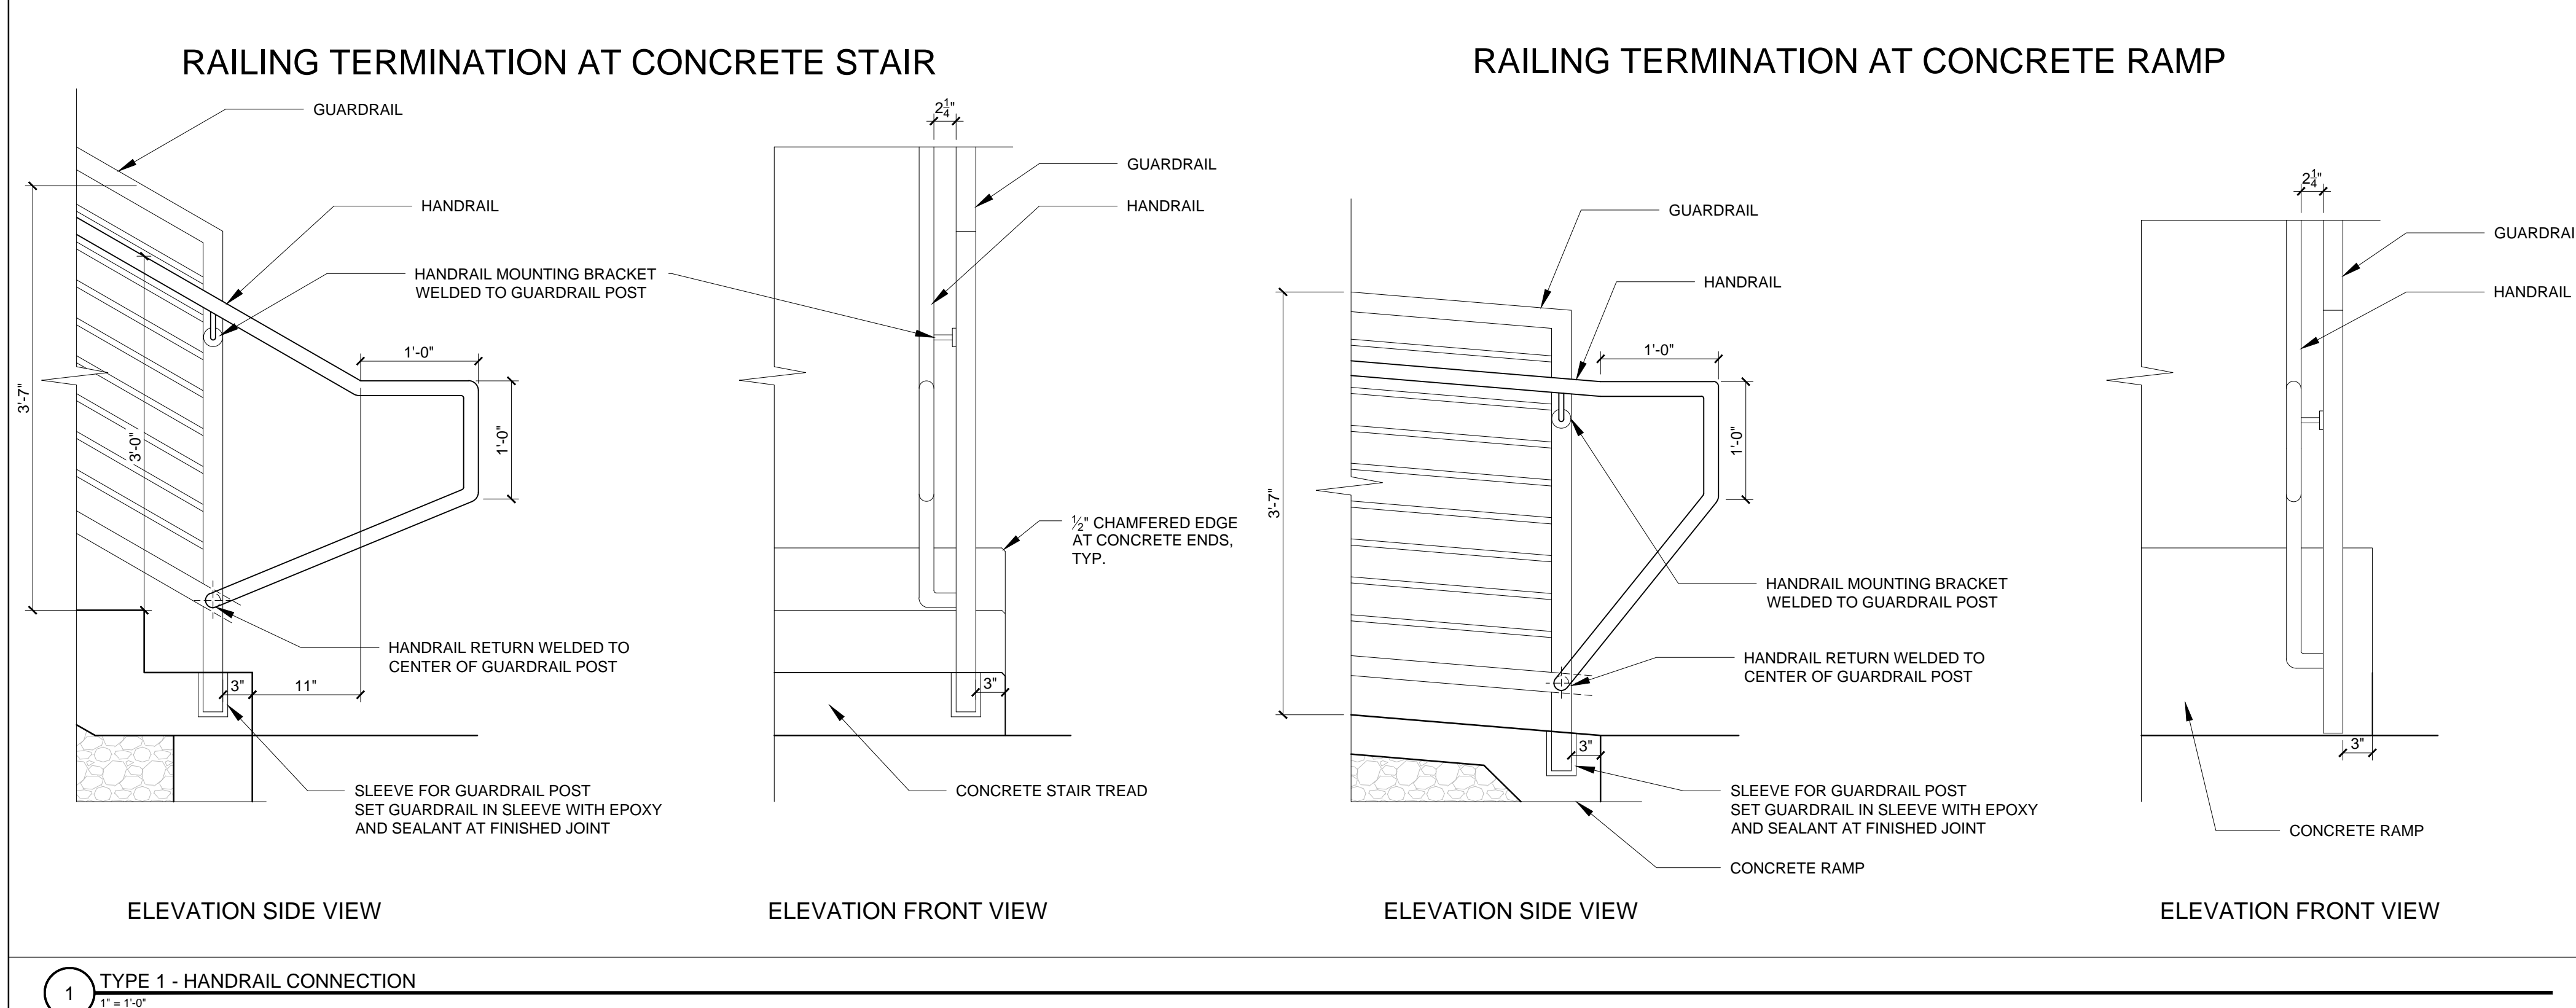 RAILING TERMINATION AT CONCRETE STAIR
GUARDRAIL
HANDRAIL
HANDRAIL MOUNTING BRACKET
WELDED TO GUARDRAIL POST
1'-0"
1'-0"
3'-7"
3'-0"
HANDRAIL RETURN WELDED TO
CENTER OF GUARDRAIL POST
3"
11"
SLEEVE FOR GUARDRAIL POST
SET GUARDRAIL IN SLEEVE WITH EPOXY
AND SEALANT AT FINISHED JOINT
ELEVATION SIDE VIEW
2¼"
GUARDRAIL
HANDRAIL
½" CHAMFERED EDGE
AT CONCRETE ENDS,
TYP.
3"
CONCRETE STAIR TREAD
ELEVATION FRONT VIEW
RAILING TERMINATION AT CONCRETE RAMP
GUARDRAIL
HANDRAIL
1'-0"
1'-0"
3'-7"
HANDRAIL MOUNTING BRACKET
WELDED TO GUARDRAIL POST
HANDRAIL RETURN WELDED TO
CENTER OF GUARDRAIL POST
3"
SLEEVE FOR GUARDRAIL POST
SET GUARDRAIL IN SLEEVE WITH EPOXY
AND SEALANT AT FINISHED JOINT
CONCRETE RAMP
ELEVATION SIDE VIEW
2¼"
GUARDRAI
HANDRAIL
3"
CONCRETE RAMP
ELEVATION FRONT VIEW
1
TYPE 1 - HANDRAIL CONNECTION
1" = 1'-0"